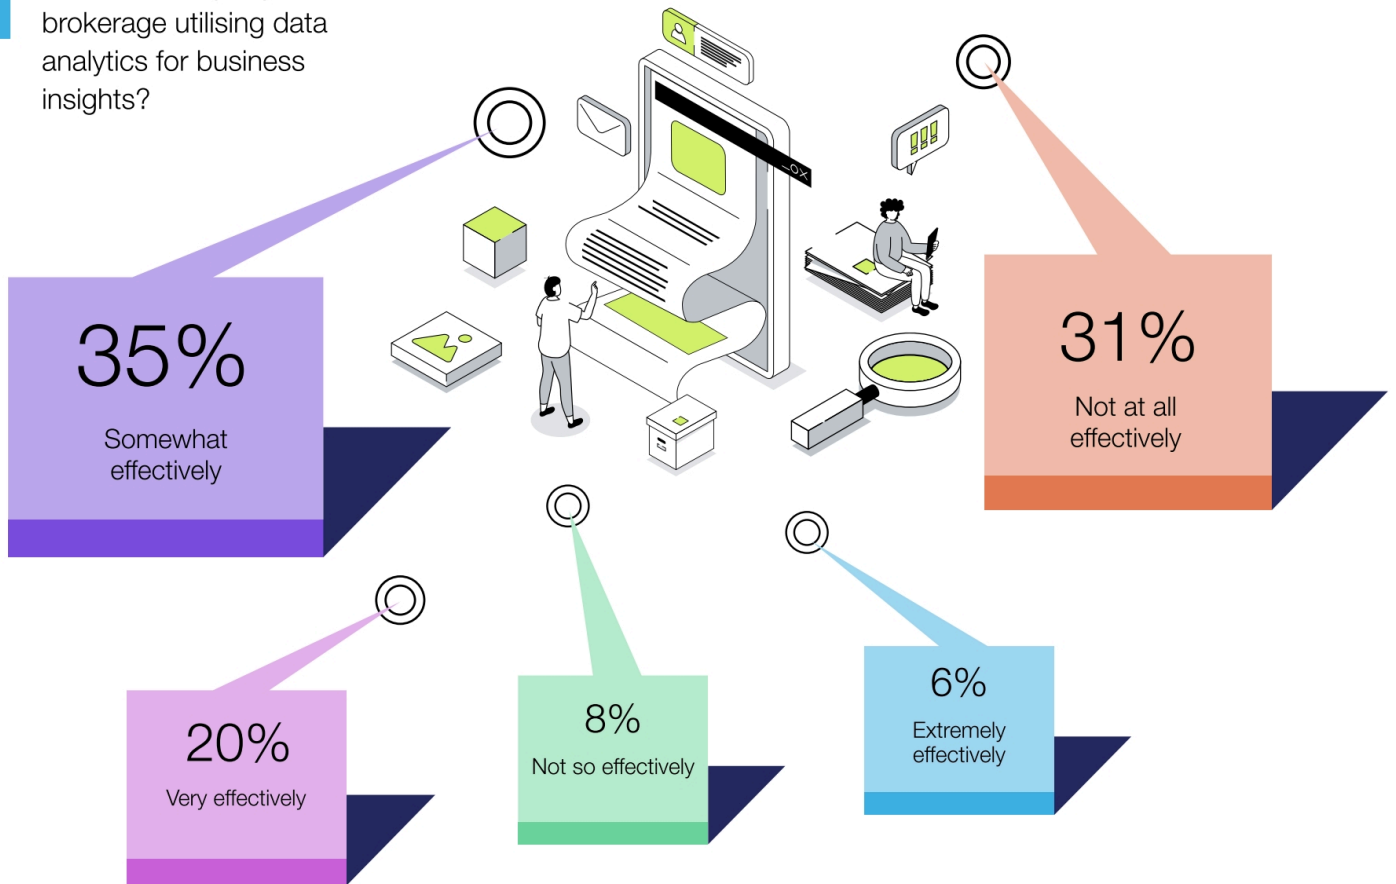 brokerage utilising data
analytics for business
insights?
_OX
35%
Somewhat
effectively
31%
Not at all
effectively
20%
Very effectively
8%
Not so effectively
6%
Extremely
effectively